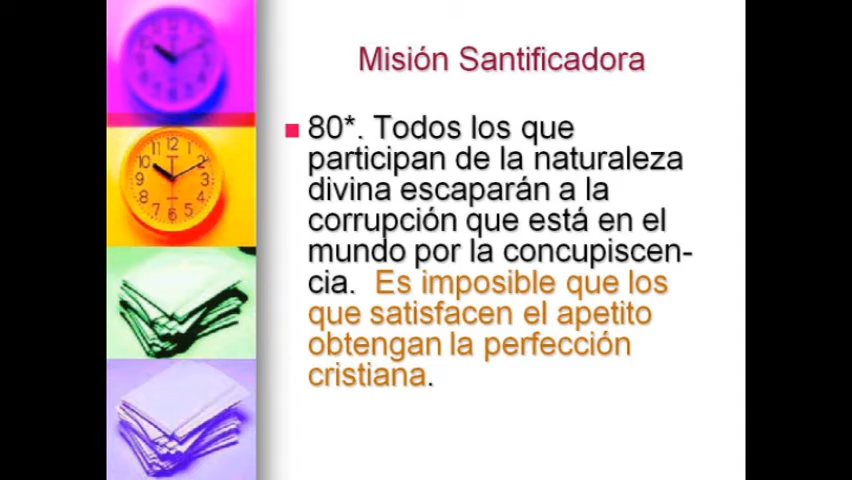 Misión Santificadora
80*. Todos los que
participan de la naturaleza
divina escaparán a la
corrupción que está en el
mundo por la concupiscen-
cia. Es imposible que los
que satisfacen el apetito
obtengan la perfección
cristiana.